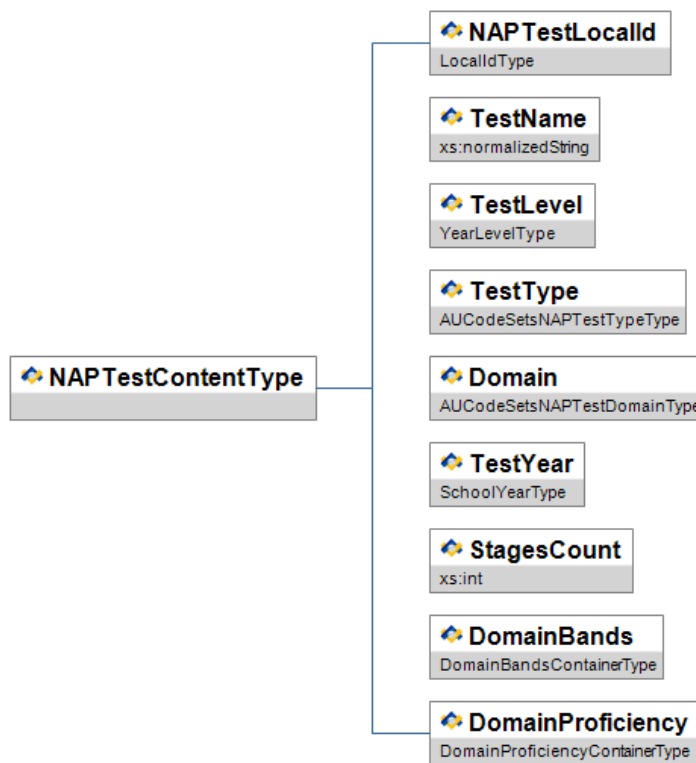 NAPTestLocalId
LocalIdType
TestName
xs:normalizedString
TestLevel
YearLevelType
TestType
AUCodeSetsNAPTestTypeType
NAPTestContentType
Domain
AUCodeSetsNAPTestDomainType
TestYear
SchoolYearType
StagesCount
xs:int
DomainBands
DomainBandsContainerType
DomainProficiency
DomainProficiencyContainerType